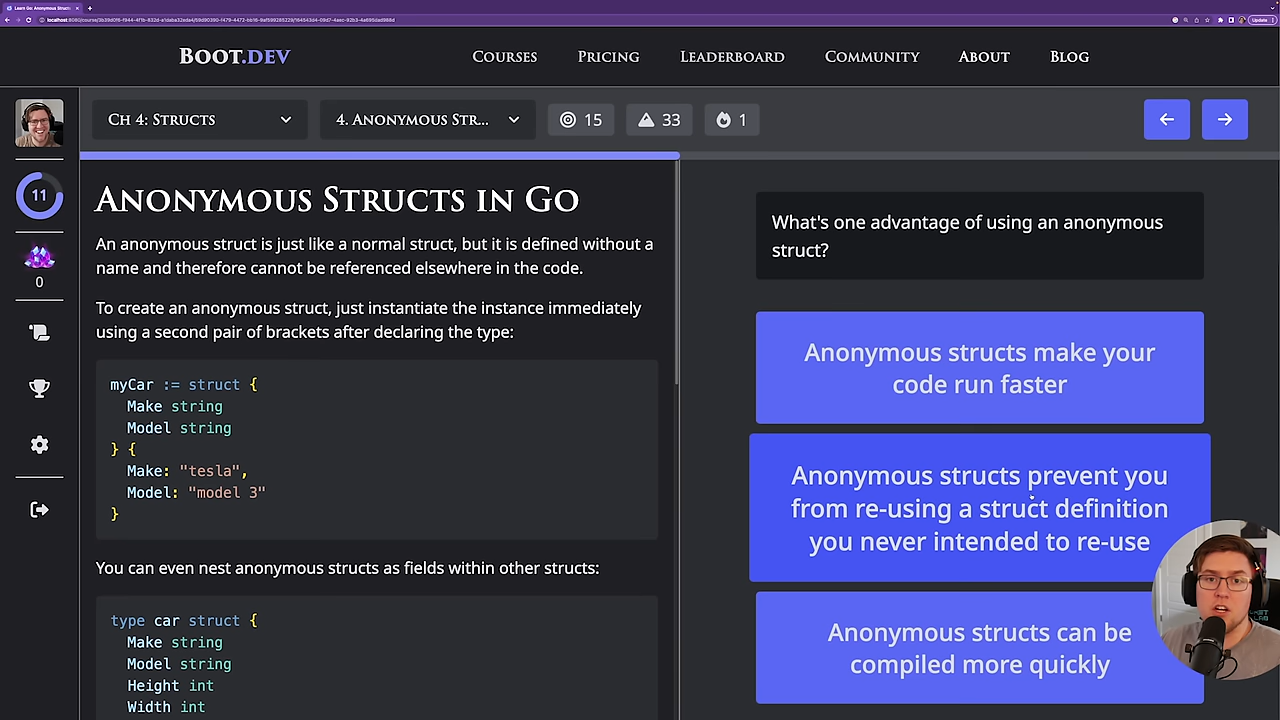 Learn Go: Anonymous Struct
Update
BOOT.DEV
COURSES
PRICING
LEADERBOARD
COMMUNITY
ABOUT
BLOG
CH 4: STRUCTS
4. ANONYMOUS STR...
15
33
1
11
0
ANONYMOUS STRUCTS IN GO
An anonymous struct is just like a normal struct, but it is defined without a
name and therefore cannot be referenced elsewhere in the code.
To create an anonymous struct, just instantiate the instance immediately
using a second pair of brackets after declaring the type:
myCar := struct {
Make string
Model string
} {
Make: "tesla",
Model: "model 3"
}
You can even nest anonymous structs as fields within other structs:
type car struct {
Make string
Model string
Height int
Width int
What's one advantage of using an anonymous
struct?
Anonymous structs make your
code run faster
Anonymous structs prevent you
from re-using a struct definition
you never intended to re-use
Anonymous structs can be
compiled more quickly